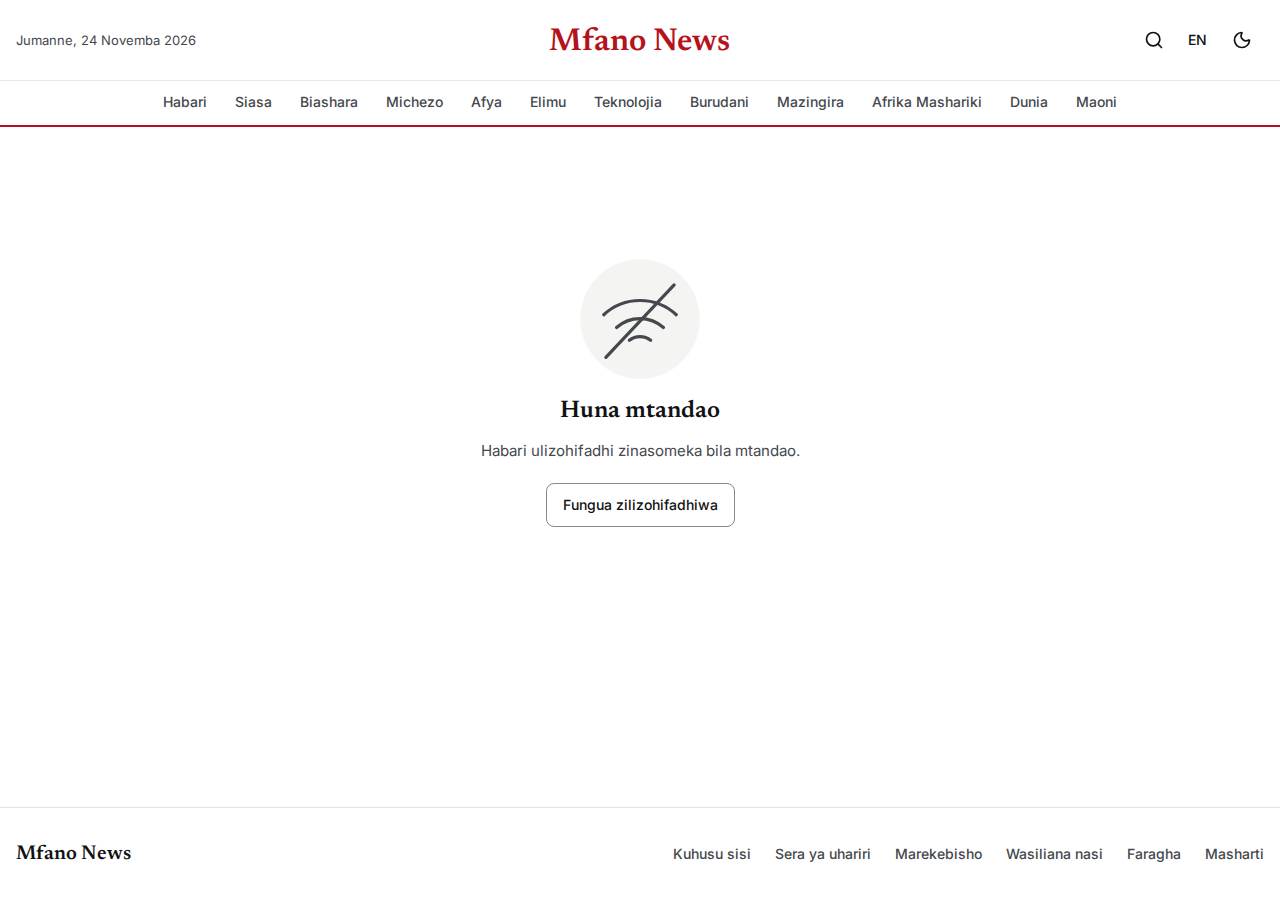 Jumanne, 24 Novemba 2026
Mfano News
EN
Habari Siasa Biashara Michezo Afya Elimu Teknolojia Burudani Mazingira Afrika Mashariki Dunia Maoni
Huna mtandao
Habari ulizohifadhi zinasomeka bila mtandao.
Fungua zilizohifadhiwa
Mfano News
Kuhusu sisi Sera ya uhariri Marekebisho Wasiliana nasi Faragha Masharti